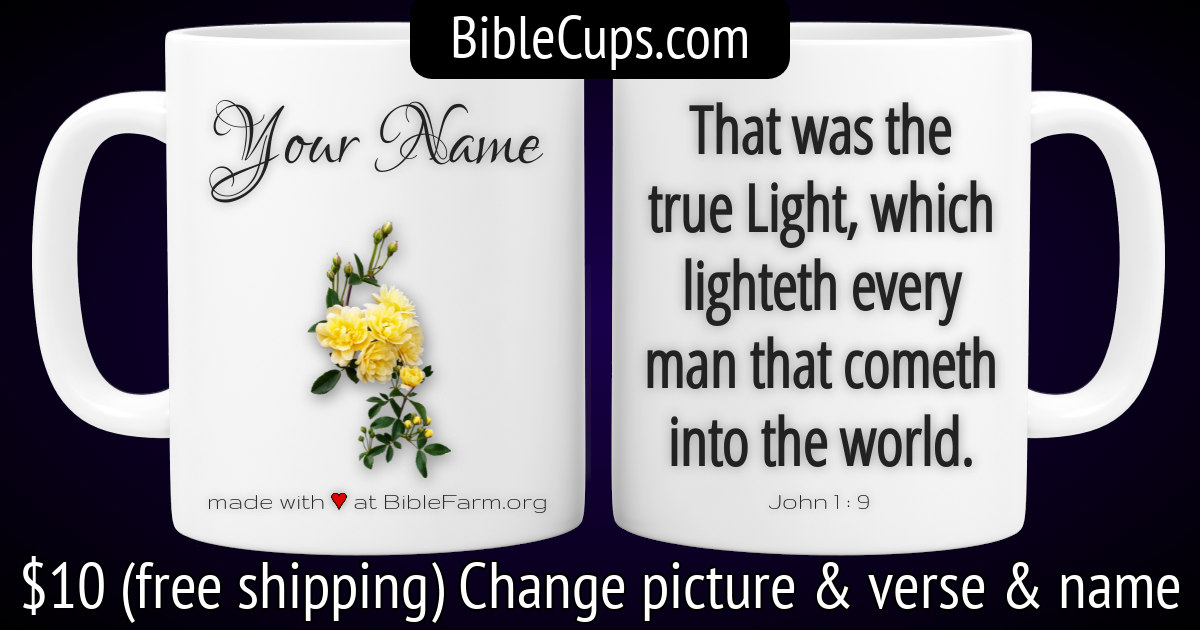 BibleCups.com
Your Name
made with ♥ at BibleFarm.org
That was the
true Light, which
lighteth every
man that cometh
into the world.
John 1 : 9
$10 (free shipping) Change picture & verse & name